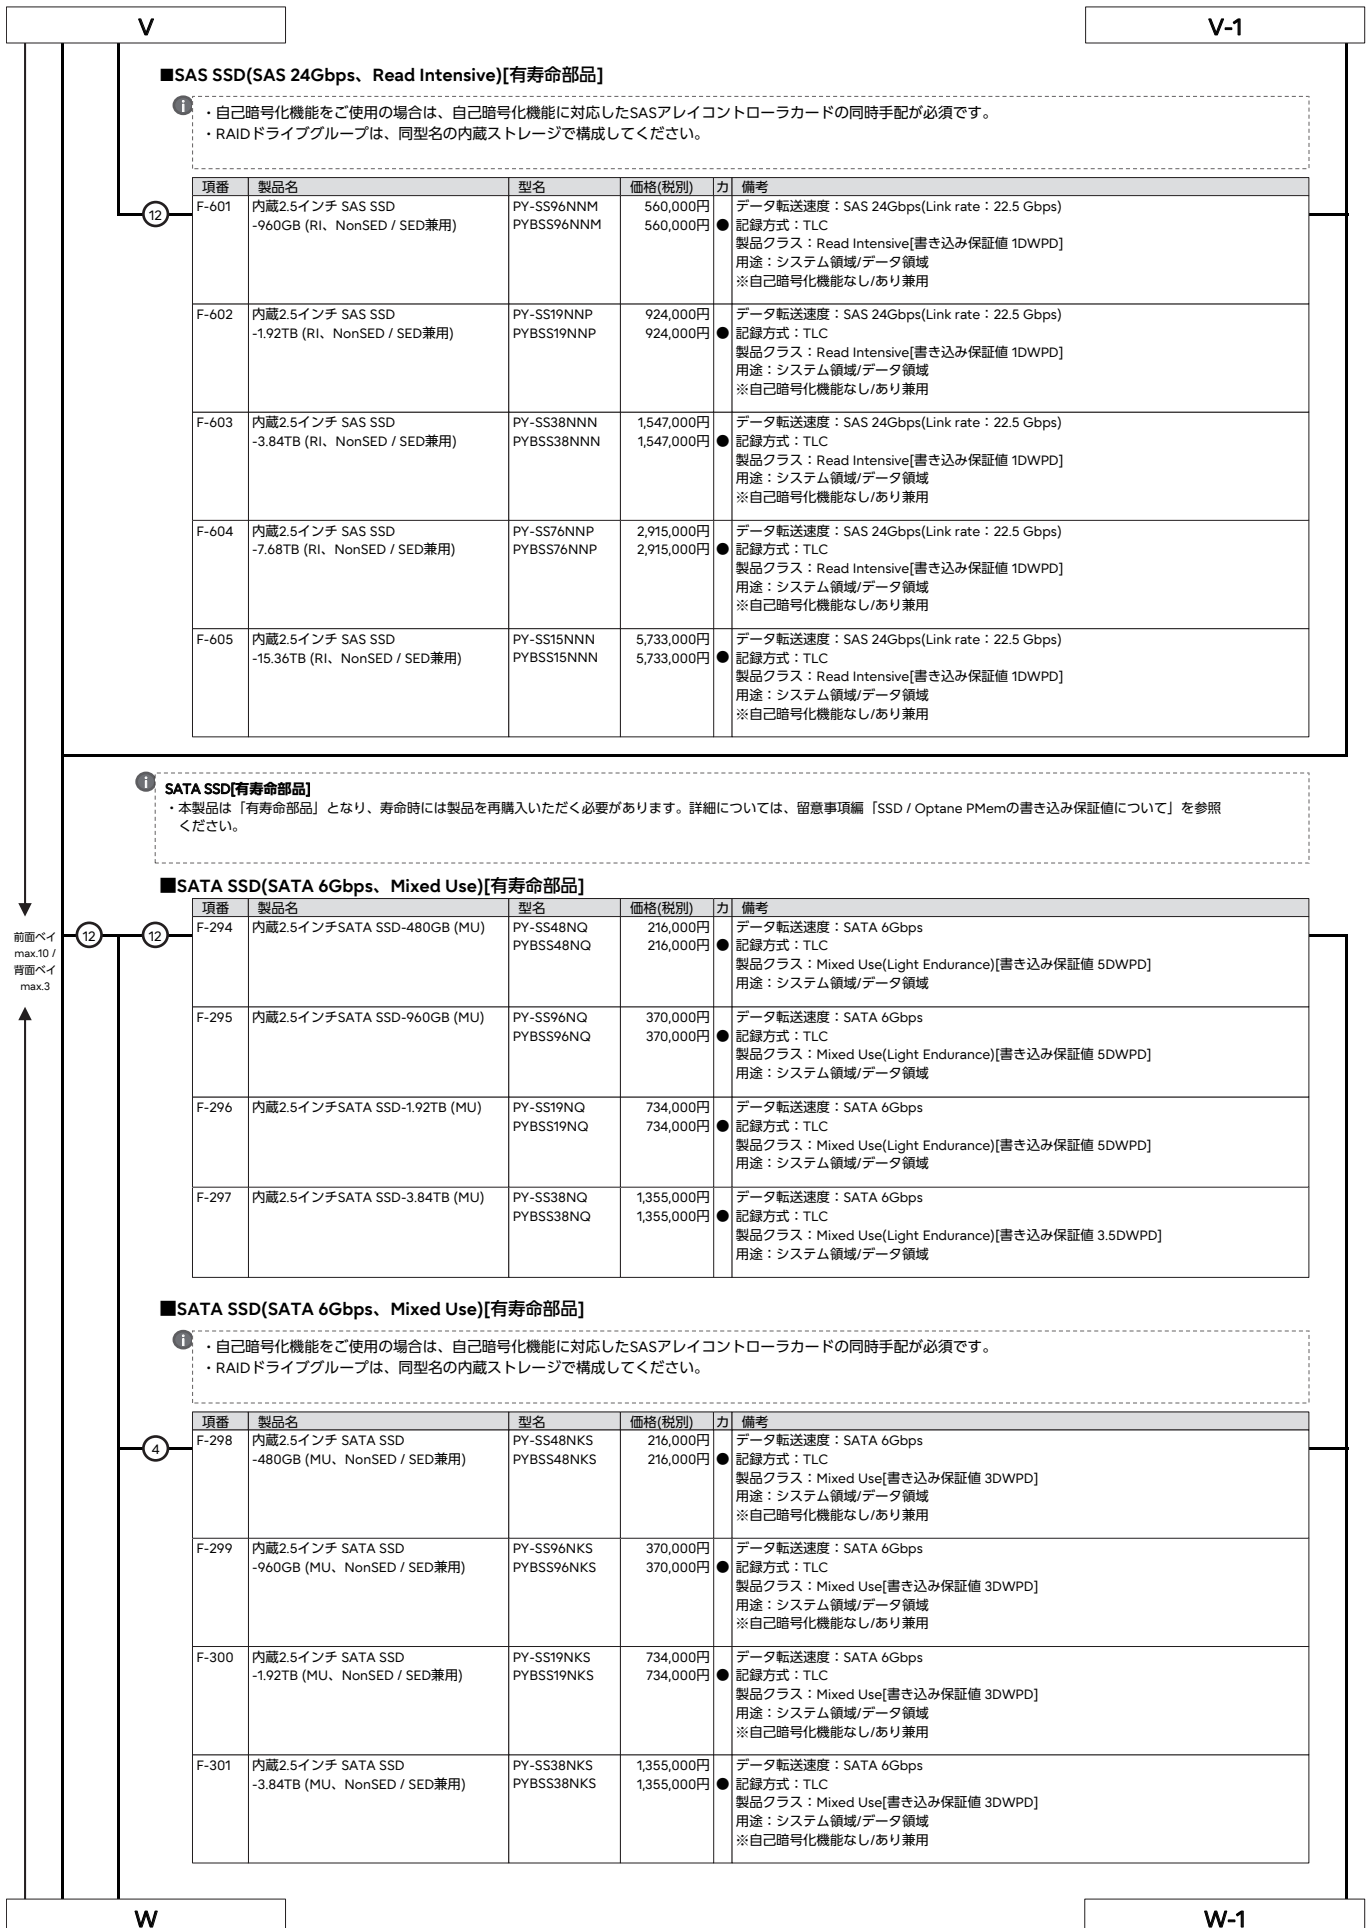 V
V-1
■SAS SSD(SAS 24Gbps、Read Intensive)[有寿命部品]
i
・自己暗号化機能をご使用の場合は、自己暗号化機能に対応したSASアレイコントローラカードの同時手配が必須です。
・RAIDドライブグループは、同型名の内蔵ストレージで構成してください。
項番 製品名 型名 価格(税別) カ 備考
12
F-601 内蔵2.5インチ SAS SSD PY-SS96NNM 560,000円 データ転送速度：SAS 24Gbps(Link rate：22.5 Gbps)
-960GB (RI、NonSED / SED兼用) PYBSS96NNM 560,000円 ● 記録方式：TLC
製品クラス：Read Intensive[書き込み保証値 1DWPD]
用途：システム領域/データ領域
※自己暗号化機能なし/あり兼用
F-602 内蔵2.5インチ SAS SSD PY-SS19NNP 924,000円 データ転送速度：SAS 24Gbps(Link rate：22.5 Gbps)
-1.92TB (RI、NonSED / SED兼用) PYBSS19NNP 924,000円 ● 記録方式：TLC
製品クラス：Read Intensive[書き込み保証値 1DWPD]
用途：システム領域/データ領域
※自己暗号化機能なし/あり兼用
F-603 内蔵2.5インチ SAS SSD PY-SS38NNN 1,547,000円 データ転送速度：SAS 24Gbps(Link rate：22.5 Gbps)
-3.84TB (RI、NonSED / SED兼用) PYBSS38NNN 1,547,000円 ● 記録方式：TLC
製品クラス：Read Intensive[書き込み保証値 1DWPD]
用途：システム領域/データ領域
※自己暗号化機能なし/あり兼用
F-604 内蔵2.5インチ SAS SSD PY-SS76NNP 2,915,000円 データ転送速度：SAS 24Gbps(Link rate：22.5 Gbps)
-7.68TB (RI、NonSED / SED兼用) PYBSS76NNP 2,915,000円 ● 記録方式：TLC
製品クラス：Read Intensive[書き込み保証値 1DWPD]
用途：システム領域/データ領域
※自己暗号化機能なし/あり兼用
F-605 内蔵2.5インチ SAS SSD PY-SS15NNN 5,733,000円 データ転送速度：SAS 24Gbps(Link rate：22.5 Gbps)
-15.36TB (RI、NonSED / SED兼用) PYBSS15NNN 5,733,000円 ● 記録方式：TLC
製品クラス：Read Intensive[書き込み保証値 1DWPD]
用途：システム領域/データ領域
※自己暗号化機能なし/あり兼用
i
SATA SSD[有寿命部品]
・本製品は「有寿命部品」となり、寿命時には製品を再購入いただく必要があります。詳細については、留意事項編「SSD / Optane PMemの書き込み保証値について」を参照
ください。
■SATA SSD(SATA 6Gbps、Mixed Use)[有寿命部品]
前面ベイ
max.10 /
背面ベイ
max.3
12 12
項番 製品名 型名 価格(税別) カ 備考
F-294 内蔵2.5インチSATA SSD-480GB (MU) PY-SS48NQ 216,000円 データ転送速度：SATA 6Gbps
PYBSS48NQ 216,000円 ● 記録方式：TLC
製品クラス：Mixed Use(Light Endurance)[書き込み保証値 5DWPD]
用途：システム領域/データ領域
F-295 内蔵2.5インチSATA SSD-960GB (MU) PY-SS96NQ 370,000円 データ転送速度：SATA 6Gbps
PYBSS96NQ 370,000円 ● 記録方式：TLC
製品クラス：Mixed Use(Light Endurance)[書き込み保証値 5DWPD]
用途：システム領域/データ領域
F-296 内蔵2.5インチSATA SSD-1.92TB (MU) PY-SS19NQ 734,000円 データ転送速度：SATA 6Gbps
PYBSS19NQ 734,000円 ● 記録方式：TLC
製品クラス：Mixed Use(Light Endurance)[書き込み保証値 5DWPD]
用途：システム領域/データ領域
F-297 内蔵2.5インチSATA SSD-3.84TB (MU) PY-SS38NQ 1,355,000円 データ転送速度：SATA 6Gbps
PYBSS38NQ 1,355,000円 ● 記録方式：TLC
製品クラス：Mixed Use(Light Endurance)[書き込み保証値 3.5DWPD]
用途：システム領域/データ領域
■SATA SSD(SATA 6Gbps、Mixed Use)[有寿命部品]
i
・自己暗号化機能をご使用の場合は、自己暗号化機能に対応したSASアレイコントローラカードの同時手配が必須です。
・RAIDドライブグループは、同型名の内蔵ストレージで構成してください。
項番 製品名 型名 価格(税別) カ 備考
4
F-298 内蔵2.5インチ SATA SSD PY-SS48NKS 216,000円 データ転送速度：SATA 6Gbps
-480GB (MU、NonSED / SED兼用) PYBSS48NKS 216,000円 ● 記録方式：TLC
製品クラス：Mixed Use[書き込み保証値 3DWPD]
用途：システム領域/データ領域
※自己暗号化機能なし/あり兼用
F-299 内蔵2.5インチ SATA SSD PY-SS96NKS 370,000円 データ転送速度：SATA 6Gbps
-960GB (MU、NonSED / SED兼用) PYBSS96NKS 370,000円 ● 記録方式：TLC
製品クラス：Mixed Use[書き込み保証値 3DWPD]
用途：システム領域/データ領域
※自己暗号化機能なし/あり兼用
F-300 内蔵2.5インチ SATA SSD PY-SS19NKS 734,000円 データ転送速度：SATA 6Gbps
-1.92TB (MU、NonSED / SED兼用) PYBSS19NKS 734,000円 ● 記録方式：TLC
製品クラス：Mixed Use[書き込み保証値 3DWPD]
用途：システム領域/データ領域
※自己暗号化機能なし/あり兼用
F-301 内蔵2.5インチ SATA SSD PY-SS38NKS 1,355,000円 データ転送速度：SATA 6Gbps
-3.84TB (MU、NonSED / SED兼用) PYBSS38NKS 1,355,000円 ● 記録方式：TLC
製品クラス：Mixed Use[書き込み保証値 3DWPD]
用途：システム領域/データ領域
※自己暗号化機能なし/あり兼用
W
W-1